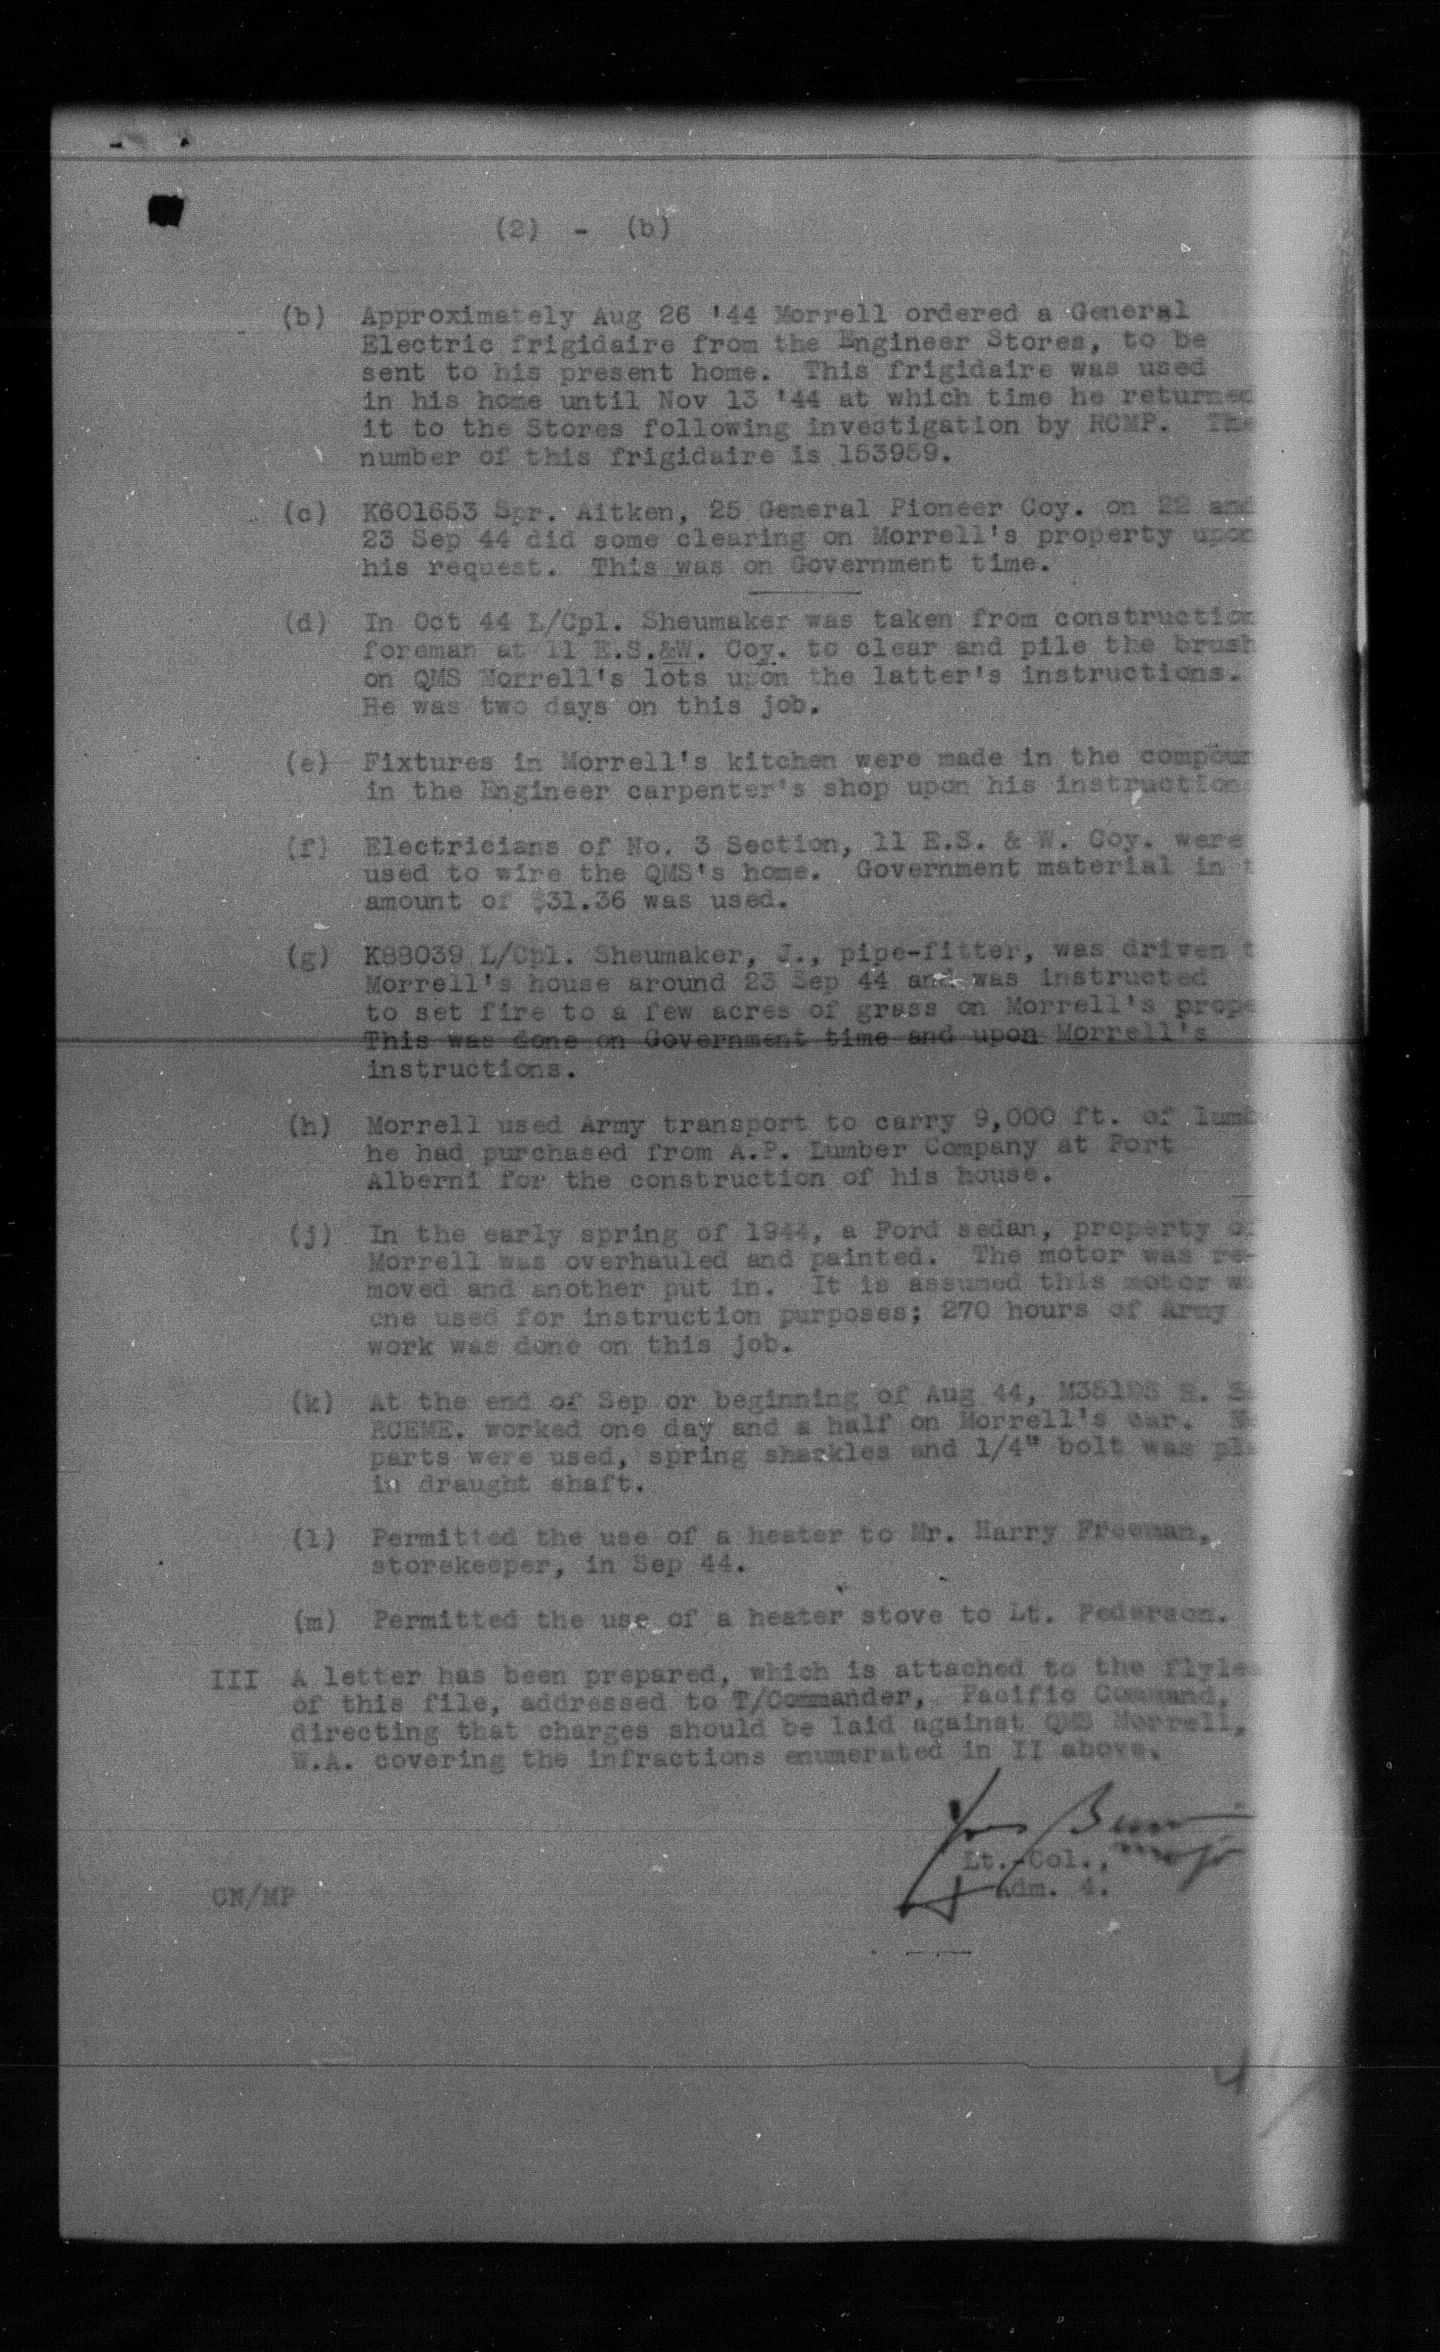 (2) - (b)
(b) Approximately Aug 26 '44 Morrell ordered a General
Electric frigidaire from the Engineer Stores, to be
sent to his present home. This frigidaire was used
in his home until Nov 13 '44 at which time he returned
it to the Stores following investigation by RCMP. The
number of this frigidaire is 153959.
(c) K601653 Spr. Aitken, 25 General Pioneer Coy. on 22 and
23 Sep 44 did some clearing on Morrell's property upon
his request. This was on Government time.
(d) In Oct 44 L/Cpl. Sheumaker was taken from construction
foreman at 11 E.S.&W. Coy. to clear and pile the brush
on QMS Morrell's lots upon the latter's instructions.
He was two days on this job.
(e) Fixtures in Morrell's kitchen were made in the compoun
in the Engineer carpenter's shop upon his instruction
(f) Electricians of No. 3 Section, 11 E.S. & W. Coy. were
used to wire the QMS's home. Government material in t
amount of $31.36 was used.
(g) K88039 L/Cpl. Sheumaker, J., pipe-fitter, was driven t
Morrell's house around 23 Sep 44 and was instructed
to set fire to a few acres of grass on Morrell's prope
This was done on Government time and upon Morrell's
instructions.
(h) Morrell used Army transport to carry 9,000 ft. of lumb
he had purchased from A.P. Lumber Company at Port
Alberni for the construction of his house.
(j) In the early spring of 1944, a Ford sedan, property of
Morrell was overhauled and painted. The motor was re-
moved and another put in. It is assumed this motor w
one used for instruction purposes; 270 hours of Army
work was done on this job.
(k) At the end of Sep or beginning of Aug 44, R.
RCEME. worked one day and a half on Morrell's car.
parts were used, spring shackles and 1/4" bolt was pl
in draught shaft.
(l) Permitted the use of a heater to Mr. Harry Freeman,
storekeeper, in Sep 44.
(m) Permitted the use of a heater stove to Lt. Pederson.
III A letter has been prepared, which is attached to the flylea
of this file, addressed to T/Commander, Pacific Command,
directing that charges should be laid against QMS Morrell,
W.A. covering the infractions enumerated in II above.
Lt.-Col.,
Adm. 4.
CN/MP